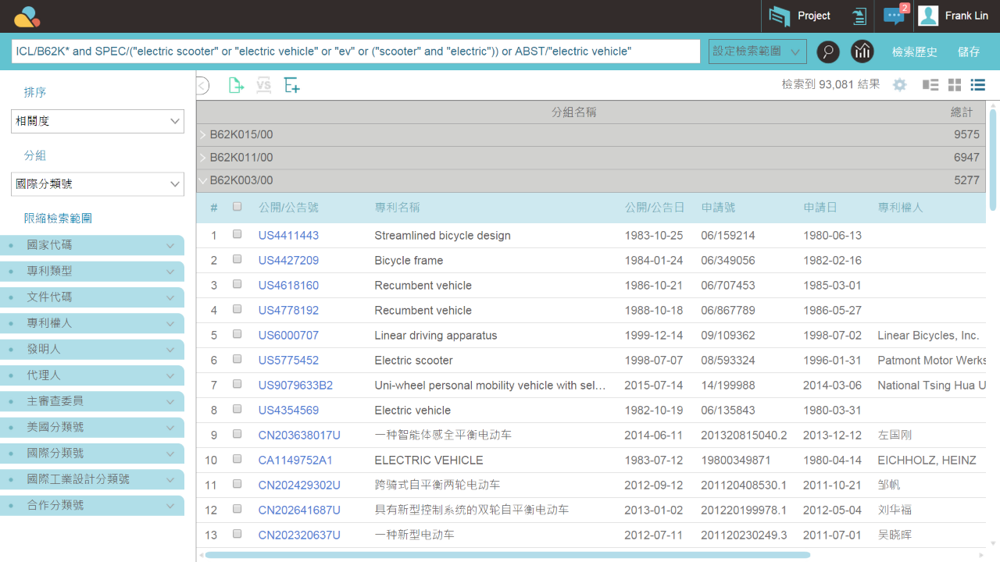 Project
2
Frank Lin
ICL/B62K* and SPEC/("electric scooter" or "electric vehicle" or "ev" or ("scooter" and "electric")) or ABST/"electric vehicle"
設定檢索範圍
檢索歷史
儲存
排序
相關度
分組
國際分類號
限縮檢索範圍
國家代碼
專利類型
文件代碼
專利權人
發明人
代理人
主審查委員
美國分類號
國際分類號
國際工業設計分類號
合作分類號
VS
檢索到 93,081 結果
分組名稱 總計
B62K015/00 9575
B62K011/00 6947
B62K003/00 5277
# 公開/公告號 專利名稱 公開/公告日 申請號 申請日 專利權人
1 US4411443 Streamlined bicycle design 1983-10-25 06/159214 1980-06-13
2 US4427209 Bicycle frame 1984-01-24 06/349056 1982-02-16
3 US4618160 Recumbent vehicle 1986-10-21 06/707453 1985-03-01
4 US4778192 Recumbent vehicle 1988-10-18 06/867789 1986-05-27
5 US6000707 Linear driving apparatus 1999-12-14 09/109362 1998-07-02 Linear Bicycles, Inc.
6 US5775452 Electric scooter 1998-07-07 08/593324 1996-01-31 Patmont Motor Werks
7 US9079633B2 Uni-wheel personal mobility vehicle with sel... 2015-07-14 14/199988 2014-03-06 National Tsing Hua U
8 US4354569 Electric vehicle 1982-10-19 06/135843 1980-03-31
9 CN203638017U 一种智能体感全平衡电动车 2014-06-11 201320815040.2 2013-12-12 左国刚
10 CA1149752A1 ELECTRIC VEHICLE 1983-07-12 19800349871 1980-04-14 EICHHOLZ, HEINZ
11 CN202429302U 跨骑式自平衡两轮电动车 2012-09-12 201120408530.1 2011-10-21 邹帆
12 CN202641687U 具有新型控制系统的双轮自平衡电动车 2013-01-02 201220199978.1 2012-05-04 刘华福
13 CN202320637U 一种新型电动车 2012-07-11 201120230249.3 2011-07-01 吴晓晖